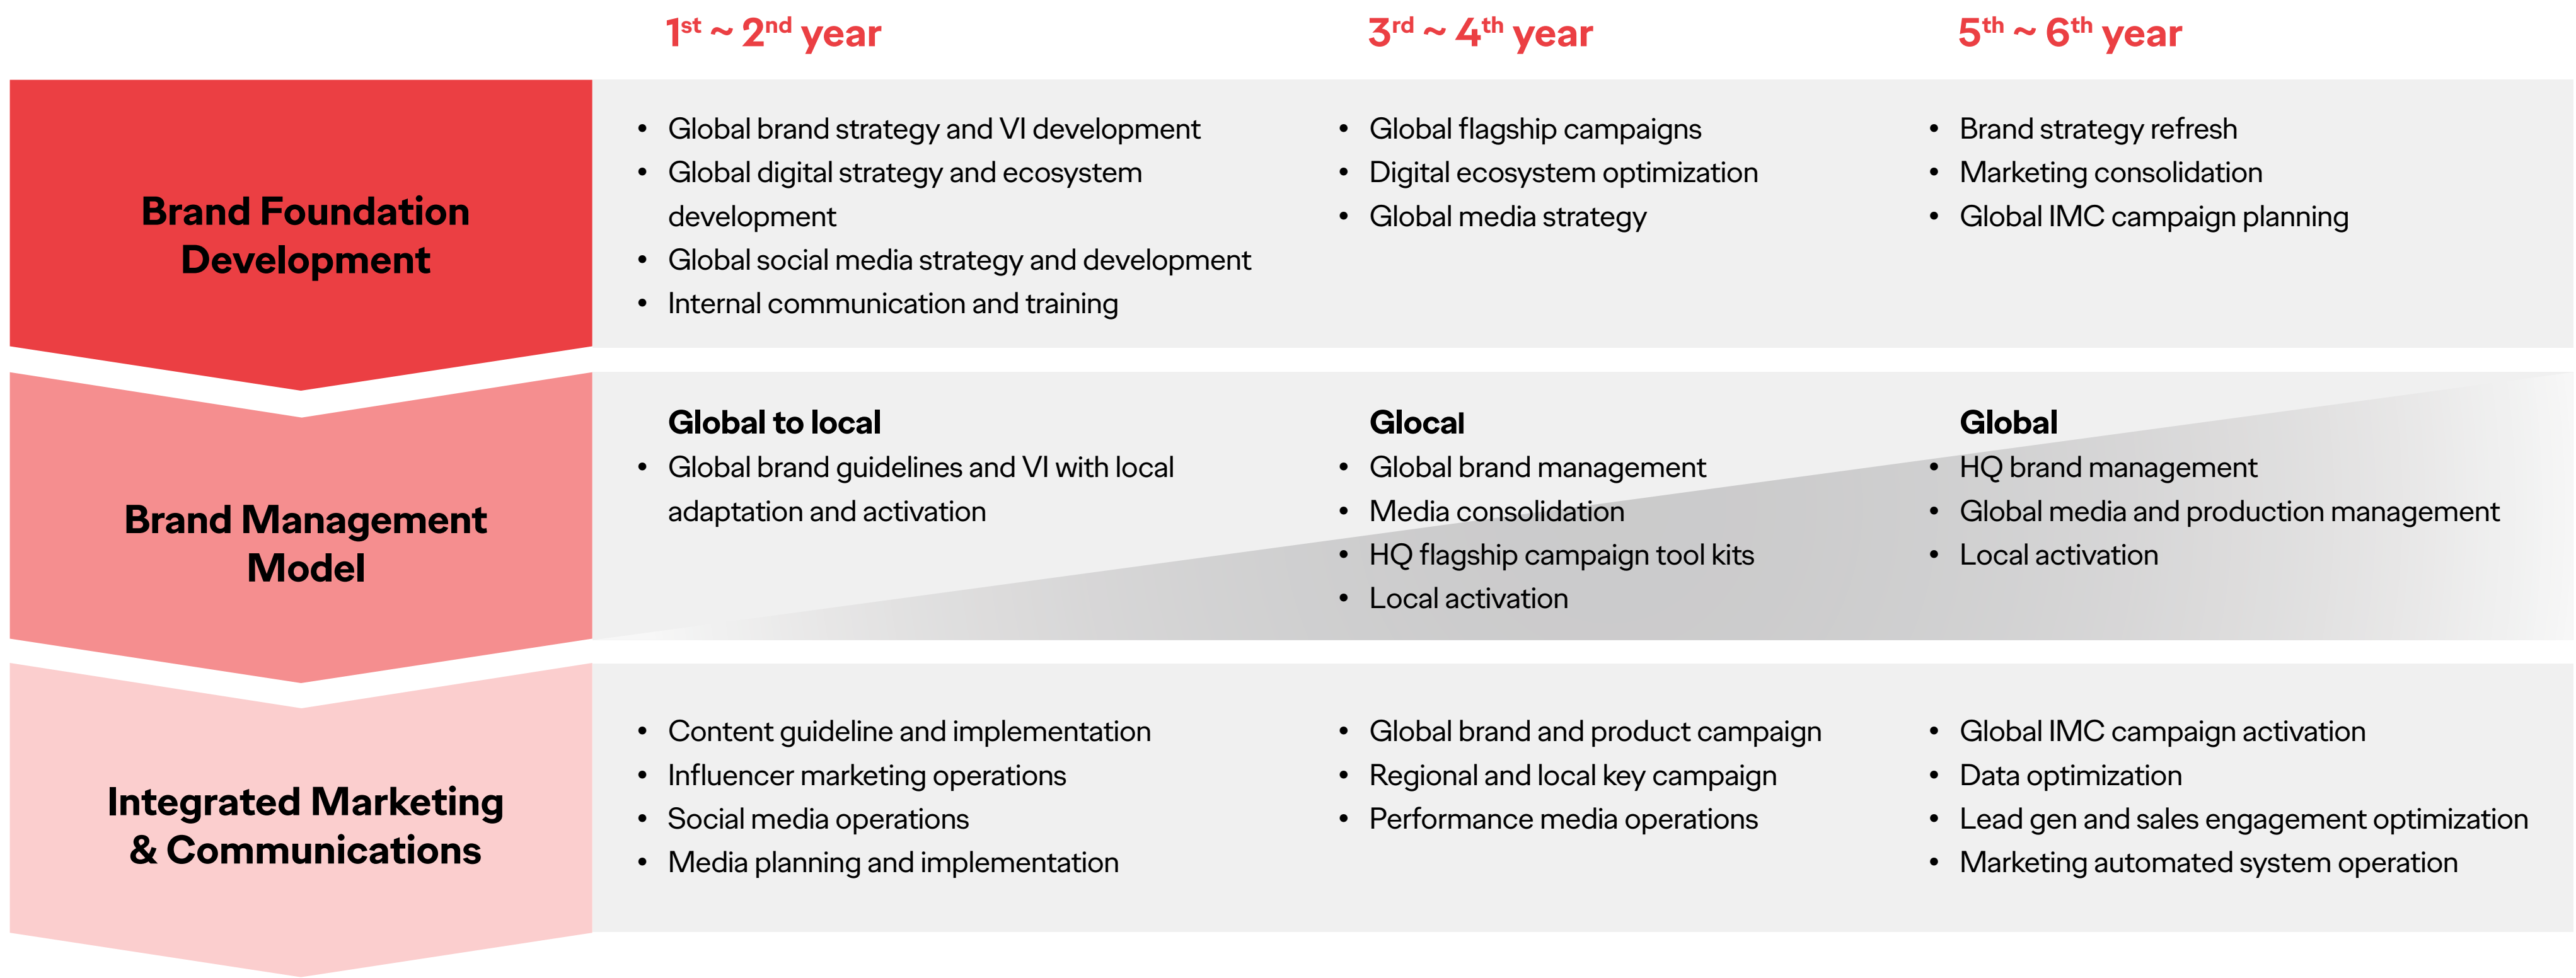 1st ~ 2nd year
3rd ~ 4th year
5th ~ 6th year
Brand Foundation
Development
• Global brand strategy and VI development
• Global digital strategy and ecosystem
development
• Global social media strategy and development
• Internal communication and training
• Global flagship campaigns
• Digital ecosystem optimization
• Global media strategy
• Brand strategy refresh
• Marketing consolidation
• Global IMC campaign planning
Brand Management
Model
Global to local
• Global brand guidelines and VI with local
adaptation and activation
Glocal
• Global brand management
• Media consolidation
• HQ flagship campaign tool kits
• Local activation
Global
• HQ brand management
• Global media and production management
• Local activation
Integrated Marketing
& Communications
• Content guideline and implementation
• Influencer marketing operations
• Social media operations
• Media planning and implementation
• Global brand and product campaign
• Regional and local key campaign
• Performance media operations
• Global IMC campaign activation
• Data optimization
• Lead gen and sales engagement optimization
• Marketing automated system operation